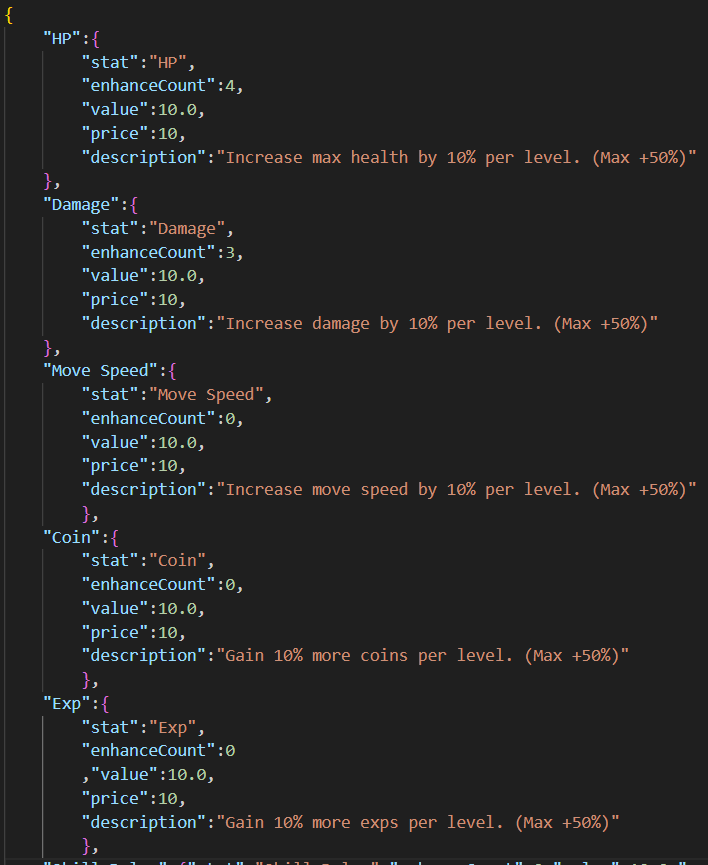 {
"HP":{
"stat":"HP",
"enhanceCount":4,
"value":10.0,
"price":10,
"description":"Increase max health by 10% per level. (Max +50%)"
},
"Damage":{
"stat":"Damage",
"enhanceCount":3,
"value":10.0,
"price":10,
"description":"Increase damage by 10% per level. (Max +50%)"
},
"Move Speed":{
"stat":"Move Speed",
"enhanceCount":0,
"value":10.0,
"price":10,
"description":"Increase move speed by 10% per level. (Max +50%)"
},
"Coin":{
"stat":"Coin",
"enhanceCount":0,
"value":10.0,
"price":10,
"description":"Gain 10% more coins per level. (Max +50%)"
},
"Exp":{
"stat":"Exp",
"enhanceCount":0
,"value":10.0,
"price":10,
"description":"Gain 10% more exps per level. (Max +50%)"
},